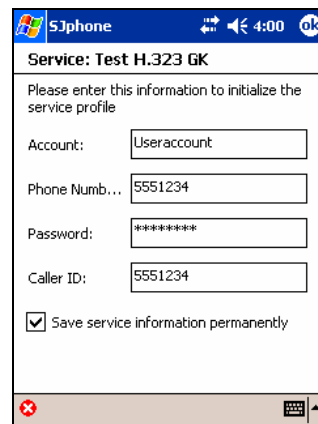 SJphone 4:00 ok
Service: Test H.323 GK
Please enter this information to initialize the
service profile
Account: Useraccount
Phone Numb... 5551234
Password: ********
Caller ID: 5551234
Save service information permanently